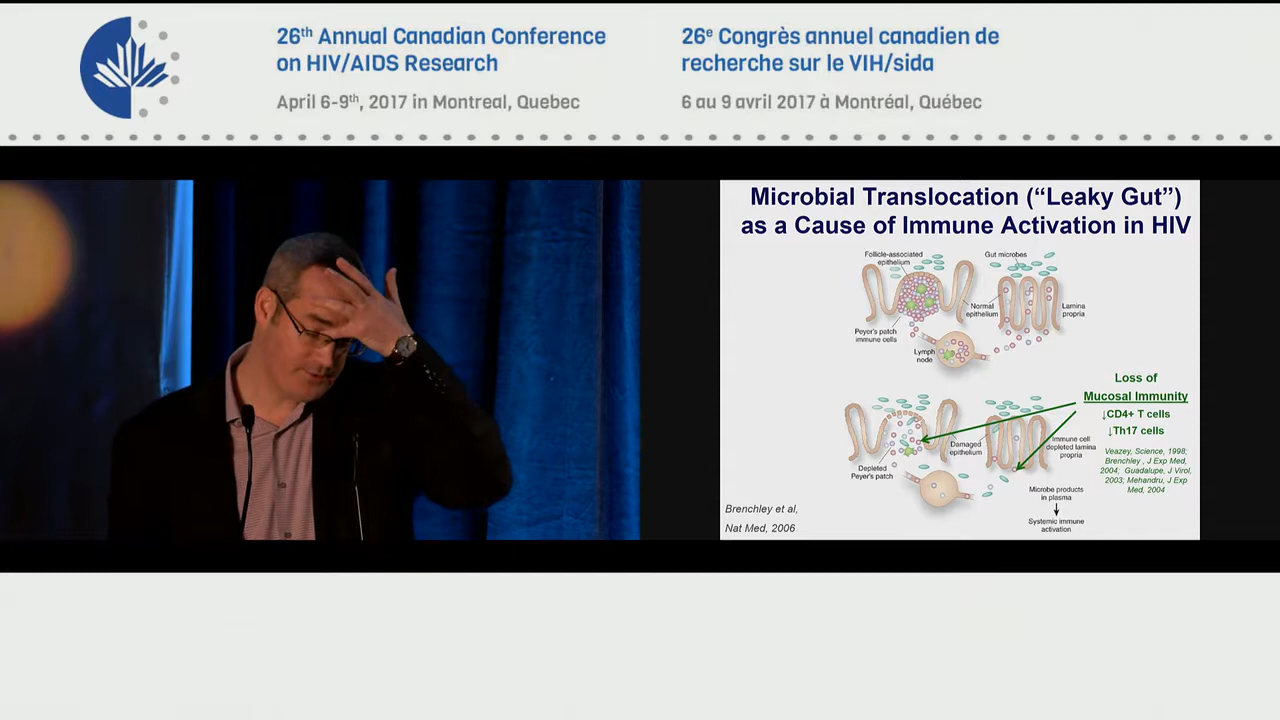 26th Annual Canadian Conference
on HIV/AIDS Research
April 6-9th, 2017 in Montreal, Quebec
26e Congrès annuel canadien de
recherche sur le VIH/sida
6 au 9 avril 2017 à Montréal, Québec
Microbial Translocation (“Leaky Gut”)
as a Cause of Immune Activation in HIV
Follicle-associated
epithelium
Gut microbes
Normal
epithelium
Lamina
propria
Peyer's patch
immune cells
Lymph
node
Loss of
Mucosal Immunity
↓CD4+ T cells
↓Th17 cells
Damaged
epithelium
Immune cell
depleted lamina
propria
Veazey, Science, 1998;
Brenchley , J Exp Med,
2004; Guadalupe, J Virol,
2003; Mehandru, J Exp
Med, 2004
Depleted
Peyer's patch
Microbe products
in plasma
Systemic immune
activation
Brenchley et al,
Nat Med, 2006